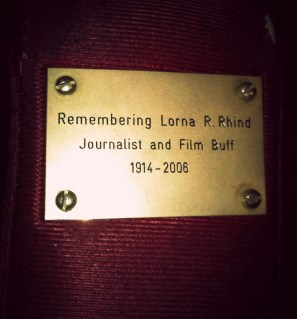 Remembering Lorna R. Rhind
Journalist and Film Buff
1914-2006